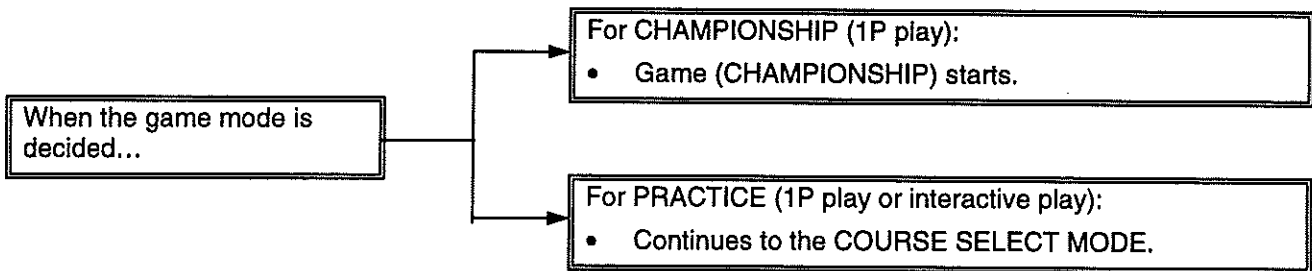 When the game mode is
decided...
For CHAMPIONSHIP (1P play):
• Game (CHAMPIONSHIP) starts.
For PRACTICE (1P play or interactive play):
• Continues to the COURSE SELECT MODE.